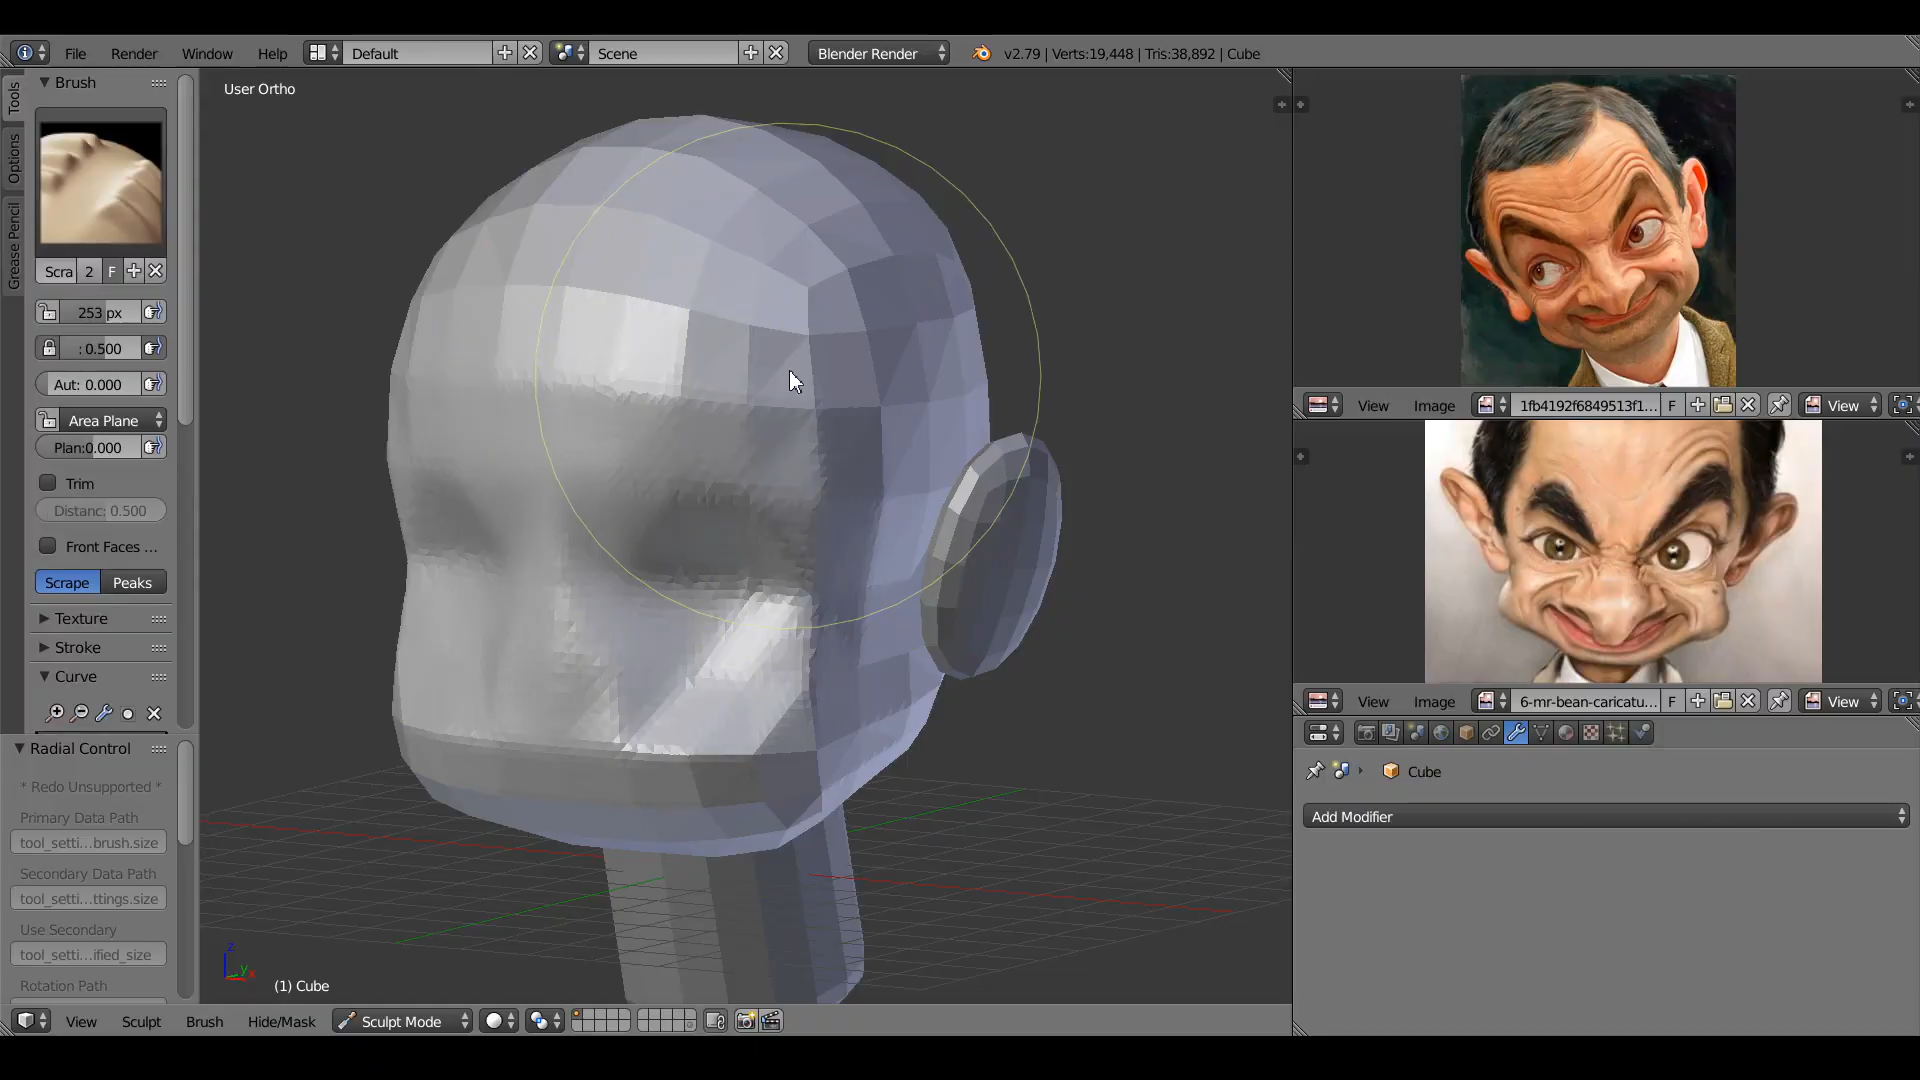 File Render Window Help Default Scene Blender Render v2.79 | Verts:19,448 | Tris:38,892 | Cube
Tools
Options
Grease Pencil
Brush
Scra 2 F
253 px
: 0.500
Aut: 0.000
Area Plane
Plan:0.000
Trim
Distanc: 0.500
Front Faces ...
Scrape Peaks
Texture
Stroke
Curve
Radial Control
* Redo Unsupported *
Primary Data Path
tool_setti...brush.size
Secondary Data Path
tool_setti...ttings.size
Use Secondary
tool_setti...ified_size
Rotation Path
User Ortho
z
y x
(1) Cube
View Sculpt Brush Hide/Mask Sculpt Mode
View Image 1fb4192f6849513f1... F View
View Image 6-mr-bean-caricatu... F View
Cube
Add Modifier